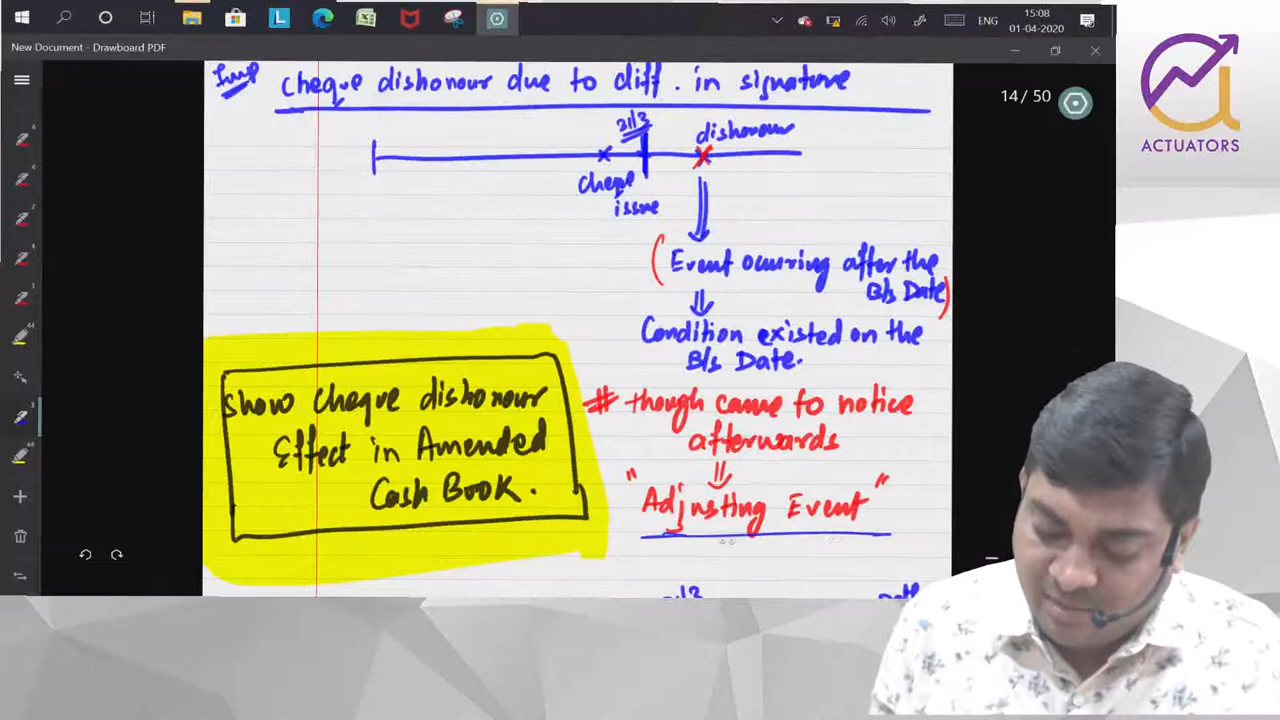 15:08
ENG
01-04-2020
New Document - Drawboard PDF
Imp
cheque dishonour due to diff. in signature
14 / 50
ACTUATORS
31/3
dishonour
cheque
issue
(Event ocurring after the
B/s Date)
Condition existed on the
B/s Date.
show cheque dishonour
Effect in Amended
Cash Book.
# though came to notice
afterwards
"Adjusting Event"